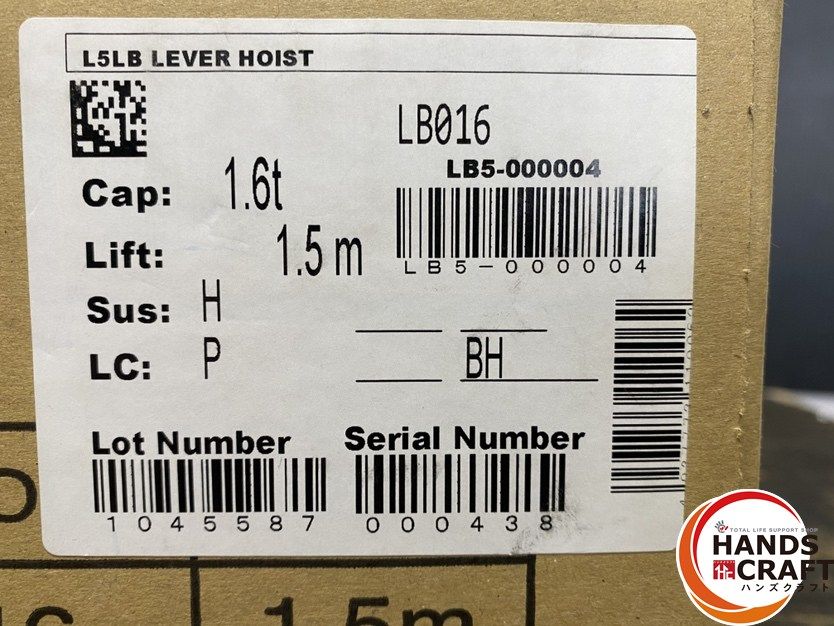 L5LB LEVER HOIST
LB016
LB5-000004
LB5-000004
Cap: 1.6t
Lift: 1.5 m
Sus: H
LC: P
BH
Lot Number
1045587
Serial Number
000438
1.5m
TOTAL LIFE SUPPORT SHOP
HANDS
CRAFT
ハンズクラフト